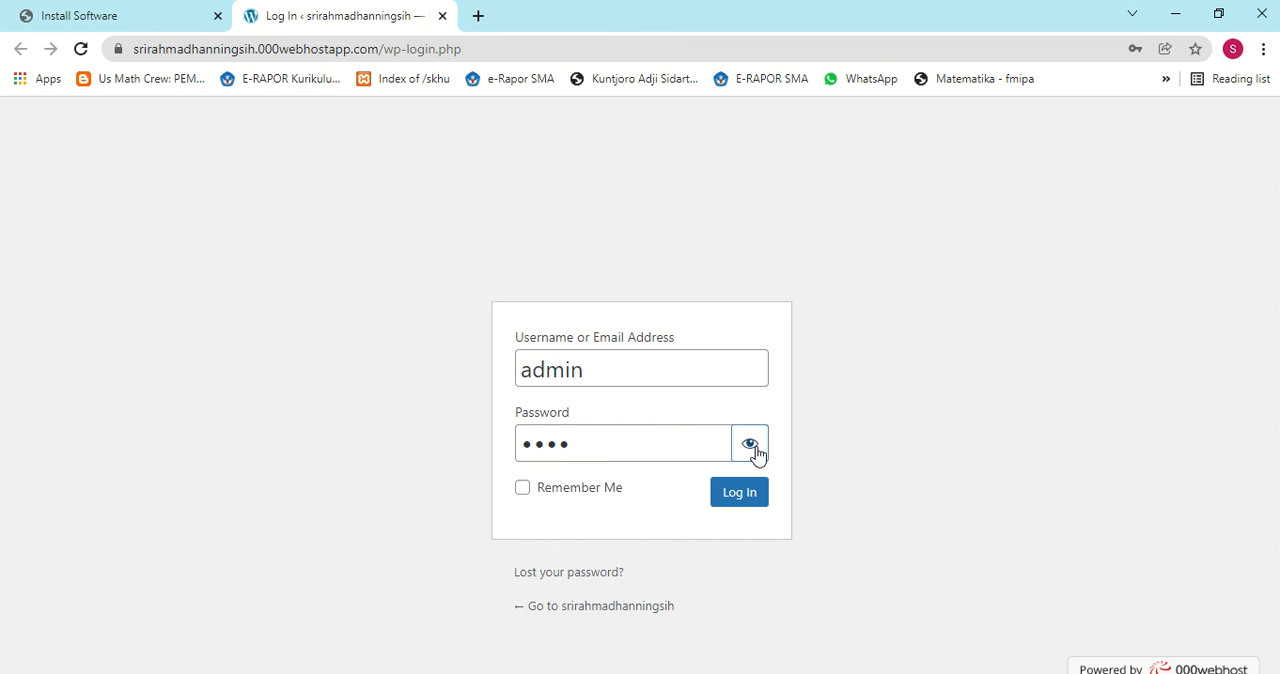 Install Software
Log In ‹ srirahmadhanningsih —
srirahmadhanningsih.000webhostapp.com/wp-login.php
S
Apps
Us Math Crew: PEM...
E-RAPOR Kurikulu...
Index of /skhu
e-Rapor SMA
Kuntjoro Adji Sidart...
E-RAPOR SMA
WhatsApp
Matematika - fmipa
»
Reading list
Username or Email Address
admin
Password
Remember Me
Log In
Lost your password?
← Go to srirahmadhanningsih
Powered by 000webhost